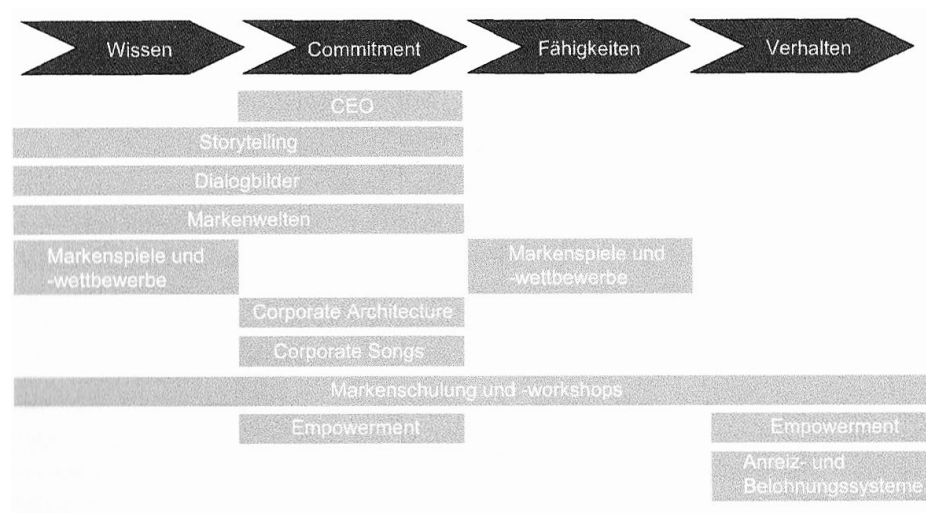 Wissen
Commitment
Fähigkeiten
Verhalten
CEO
Storytelling
Dialogbilder
Markenwelten
Markenspiele und
-wettbewerbe
Markenspiele und
-wettbewerbe
Corporate Architecture
Corporate Songs
Markenschulung und -workshops
Empowerment
Empowerment
Anreiz- und
Belohnungssysteme